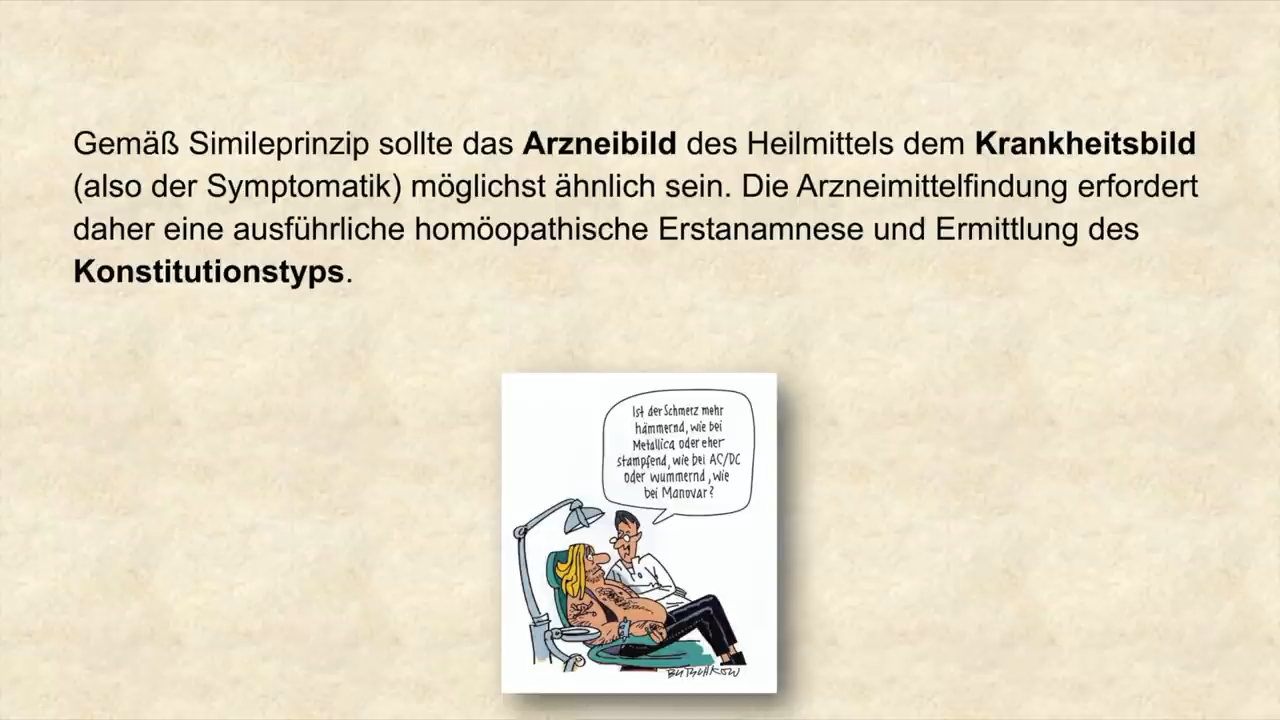 Gemäß Simileprinzip sollte das Arzneibild des Heilmittels dem Krankheitsbild
(also der Symptomatik) möglichst ähnlich sein. Die Arzneimittelfindung erfordert
daher eine ausführliche homöopathische Erstanamnese und Ermittlung des
Konstitutionstyps.
Ist der Schmerz mehr
hämmernd, wie bei
Metallica oder eher
stampfend, wie bei AC/DC
oder wummernd, wie
bei Manovar?
BUTSCHKOW